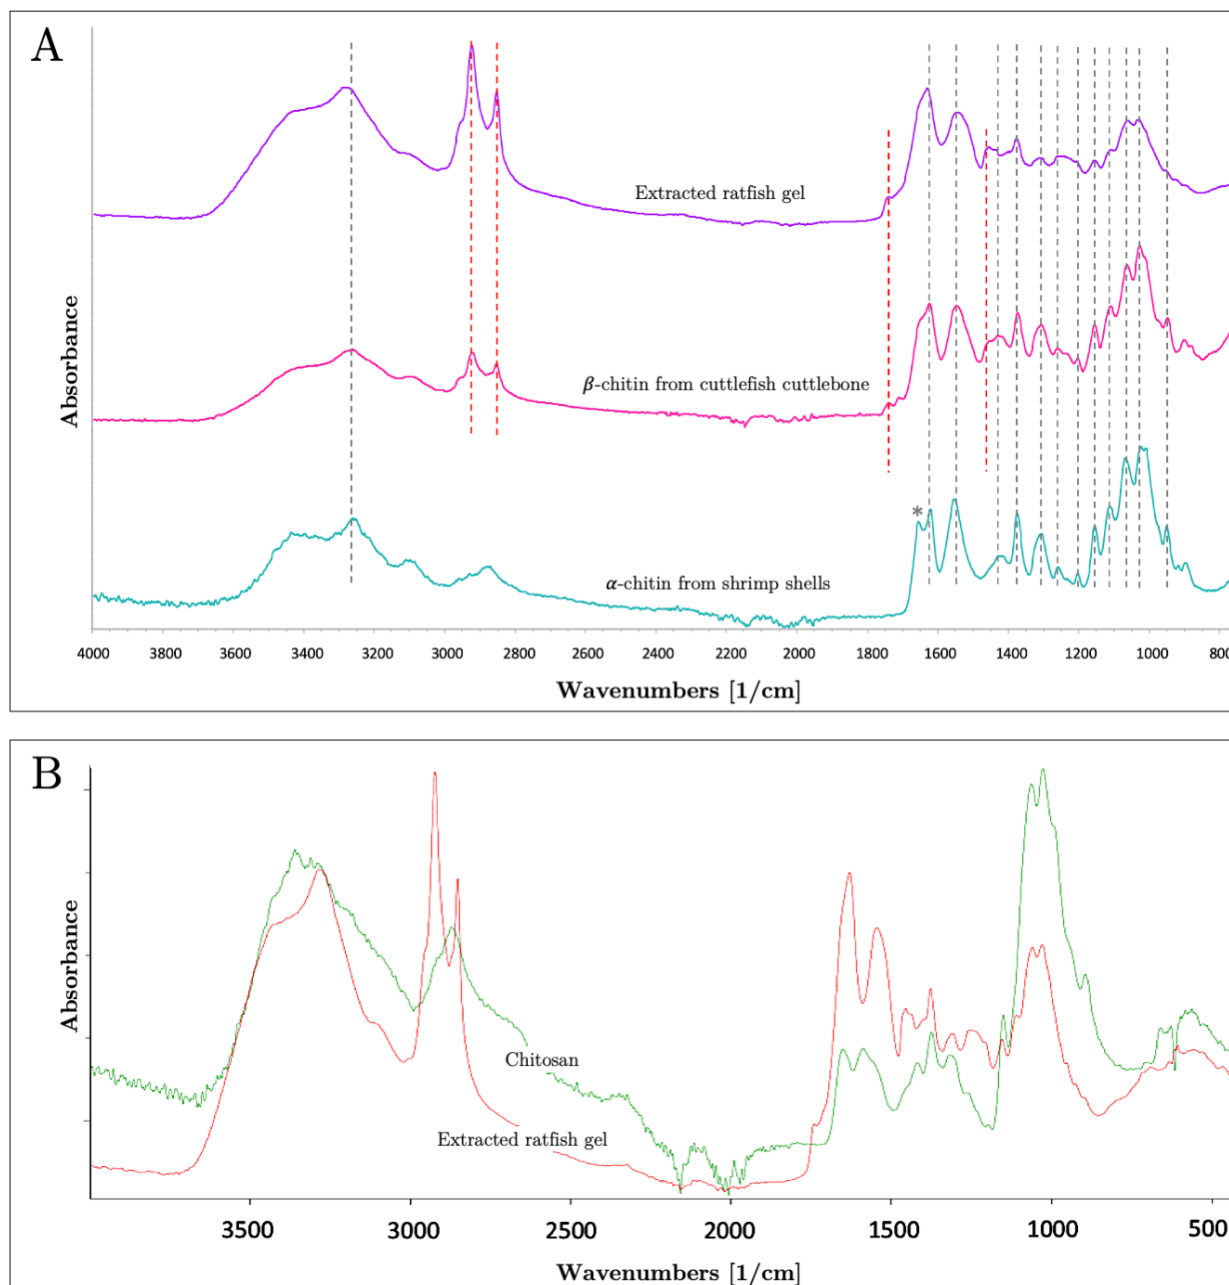 A
Absorbance
Extracted ratfish gel
β-chitin from cuttlefish cuttlebone
*
α-chitin from shrimp shells
4000 3800 3600 3400 3200 3000 2800 2600 2400 2200 2000 1800 1600 1400 1200 1000 800
Wavenumbers [1/cm]
B
Absorbance
Chitosan
Extracted ratfish gel
3500 3000 2500 2000 1500 1000 500
Wavenumbers [1/cm]